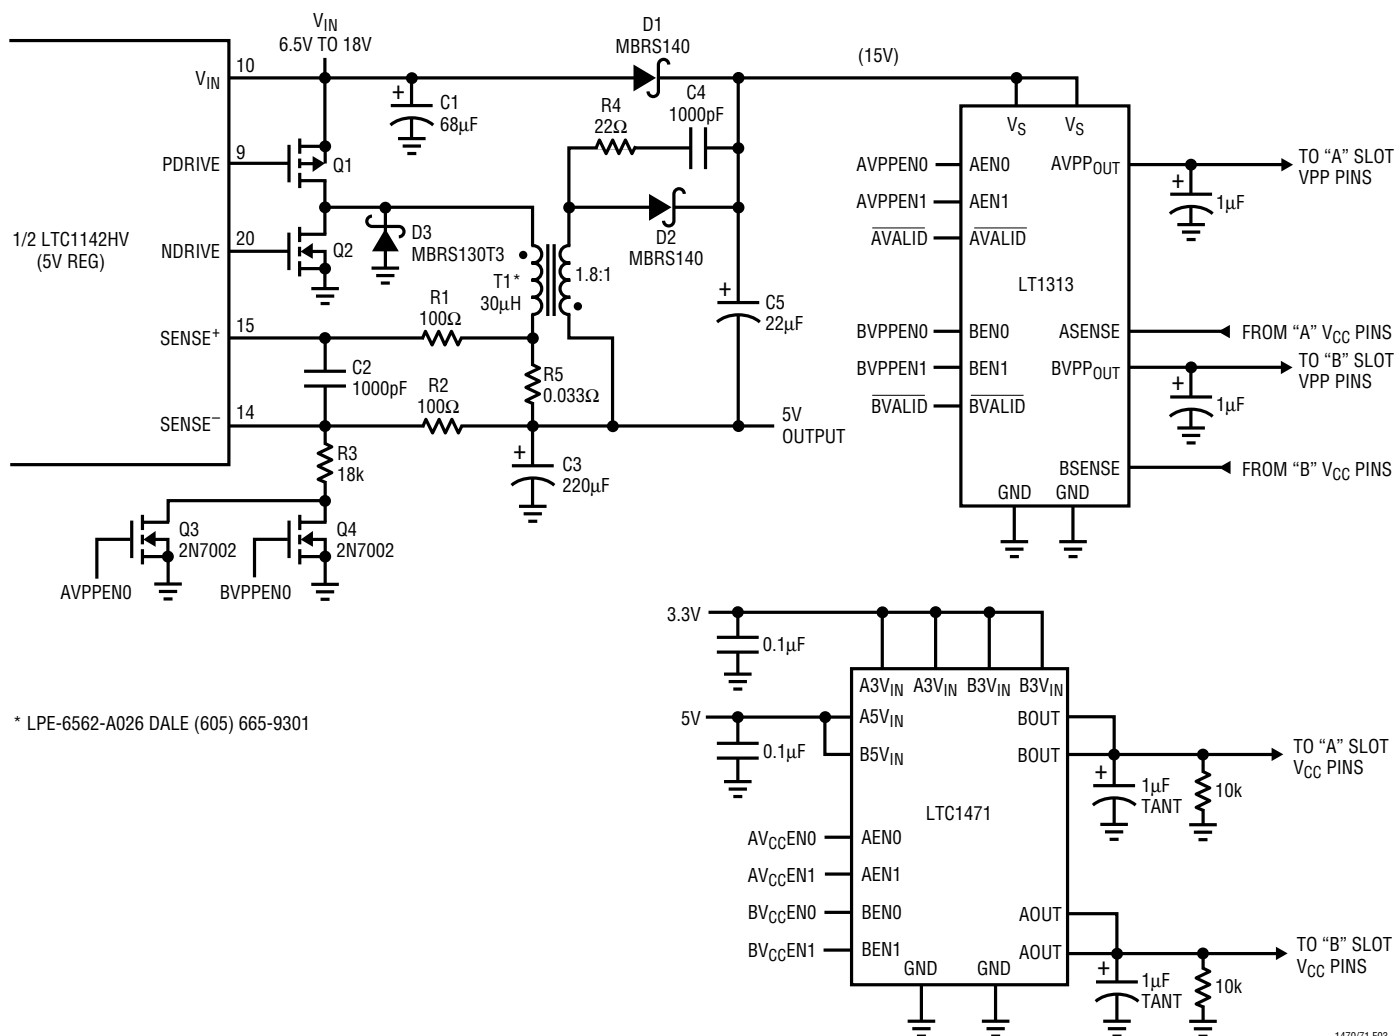 V_IN
6.5V TO 18V
D1
MBRS140
(15V)
V_IN
10
+
C1
68µF
R4
22Ω
C4
1000pF
V_S
V_S
PDRIVE
9
Q1
AVPPEN0
AEN0
AVPP_OUT
TO “A” SLOT
VPP PINS
+
1µF
AVPPEN1
AEN1
1/2 LTC1142HV
(5V REG)
NDRIVE
20
Q2
D3
MBRS130T3
T1*
30µH
1.8:1
D2
MBRS140
AVALID
AVALID
LT1313
+
C5
22µF
SENSE+
15
R1
100Ω
BVPPEN0
BEN0
ASENSE
FROM “A” V_CC PINS
BVPPEN1
BEN1
BVPP_OUT
TO “B” SLOT
VPP PINS
+
1µF
C2
1000pF
R5
0.033Ω
R2
100Ω
BVALID
BVALID
SENSE–
14
5V
OUTPUT
R3
18k
+
C3
220µF
BSENSE
FROM “B” V_CC PINS
GND
GND
Q3
2N7002
Q4
2N7002
AVPPEN0
BVPPEN0
3.3V
0.1µF
A3V_IN
A3V_IN
B3V_IN
B3V_IN
* LPE-6562-A026 DALE (605) 665-9301
5V
0.1µF
A5V_IN
BOUT
B5V_IN
BOUT
TO “A” SLOT
V_CC PINS
+
1µF
TANT
10k
LTC1471
AV_CCEN0
AEN0
AV_CCEN1
AEN1
BV_CCEN0
BEN0
AOUT
BV_CCEN1
BEN1
AOUT
TO “B” SLOT
V_CC PINS
GND
GND
+
1µF
TANT
10k
1470/71 F03